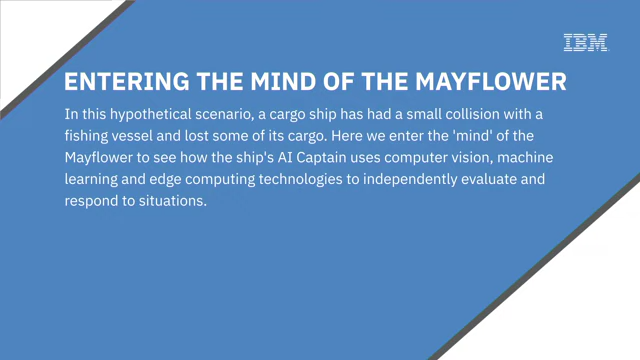 IBM
ENTERING THE MIND OF THE MAYFLOWER
In this hypothetical scenario, a cargo ship has had a small collision with a
fishing vessel and lost some of its cargo. Here we enter the 'mind' of the
Mayflower to see how the ship's AI Captain uses computer vision, machine
learning and edge computing technologies to independently evaluate and
respond to situations.